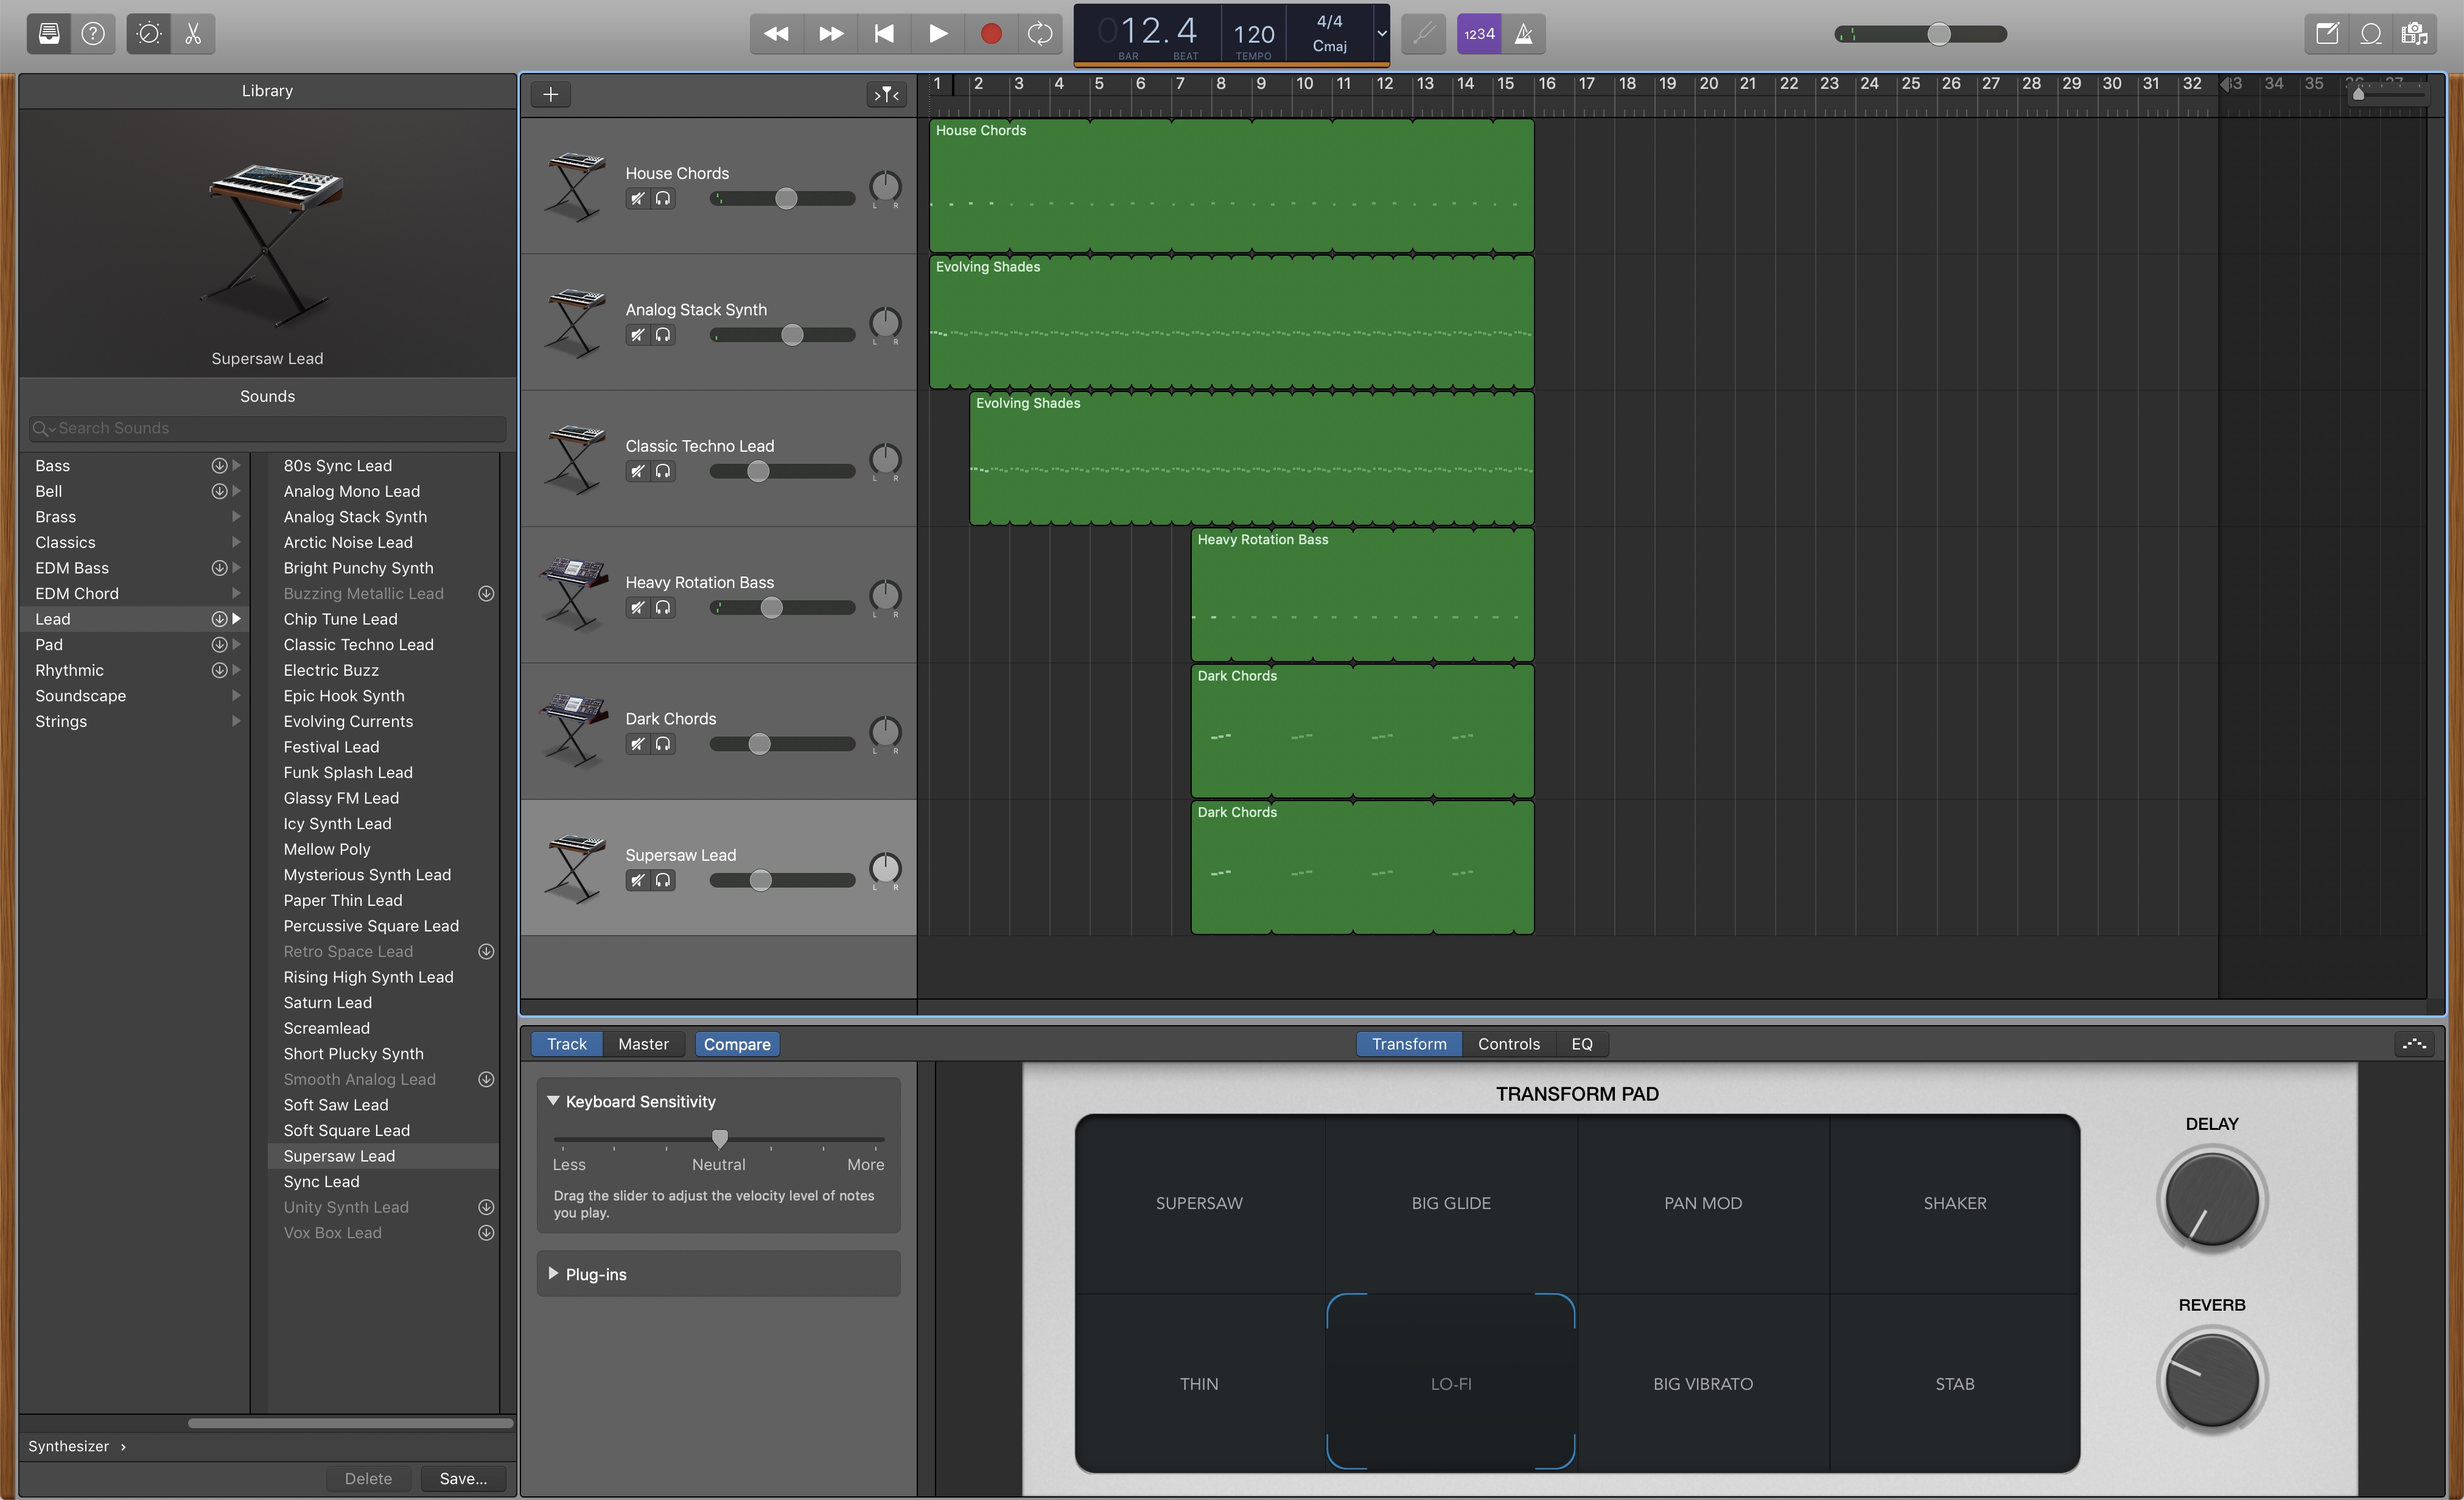 012.4
BAR
BEAT
120
TEMPO
4/4
Cmaj
1234
Library
Supersaw Lead
Sounds
Search Sounds
Bass
Bell
Brass
Classics
EDM Bass
EDM Chord
Lead
Pad
Rhythmic
Soundscape
Strings
80s Sync Lead
Analog Mono Lead
Analog Stack Synth
Arctic Noise Lead
Bright Punchy Synth
Buzzing Metallic Lead
Chip Tune Lead
Classic Techno Lead
Electric Buzz
Epic Hook Synth
Evolving Currents
Festival Lead
Funk Splash Lead
Glassy FM Lead
Icy Synth Lead
Mellow Poly
Mysterious Synth Lead
Paper Thin Lead
Percussive Square Lead
Retro Space Lead
Rising High Synth Lead
Saturn Lead
Screamlead
Short Plucky Synth
Smooth Analog Lead
Soft Saw Lead
Soft Square Lead
Supersaw Lead
Sync Lead
Unity Synth Lead
Vox Box Lead
Synthesizer
Delete
Save...
1 2 3 4 5 6 7 8 9 10 11 12 13 14 15 16 17 18 19 20 21 22 23 24 25 26 27 28 29 30 31 32 33 34 35 36 37
House Chords
L R
House Chords
Analog Stack Synth
L R
Evolving Shades
Classic Techno Lead
L R
Evolving Shades
Heavy Rotation Bass
L R
Heavy Rotation Bass
Dark Chords
L R
Dark Chords
Supersaw Lead
L R
Dark Chords
Track
Master
Compare
Transform
Controls
EQ
Keyboard Sensitivity
Less
Neutral
More
Drag the slider to adjust the velocity level of notes
you play.
Plug-ins
TRANSFORM PAD
SUPERSAW
BIG GLIDE
PAN MOD
SHAKER
THIN
LO-FI
BIG VIBRATO
STAB
DELAY
REVERB